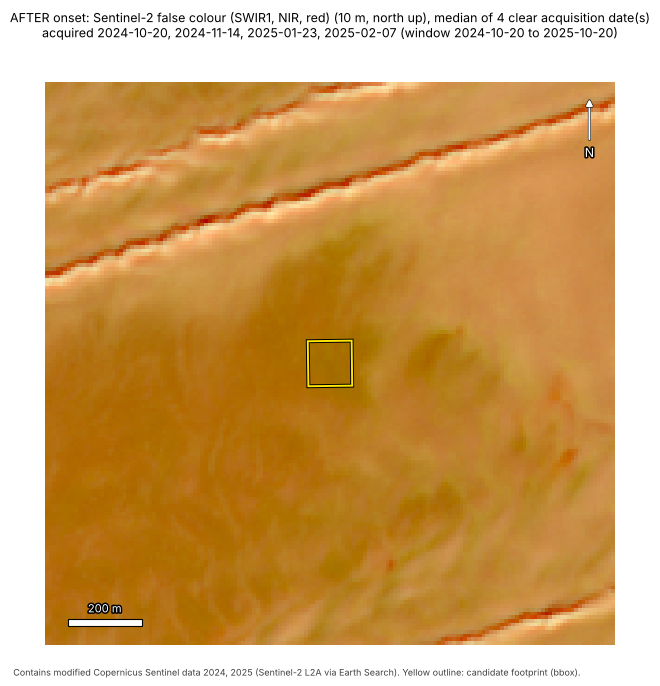 AFTER onset: Sentinel-2 false colour (SWIR1, NIR, red) (10 m, north up), median of 4 clear acquisition date(s)
acquired 2024-10-20, 2024-11-14, 2025-01-23, 2025-02-07 (window 2024-10-20 to 2025-10-20)
N
200 m
Contains modified Copernicus Sentinel data 2024, 2025 (Sentinel-2 L2A via Earth Search). Yellow outline: candidate footprint (bbox).